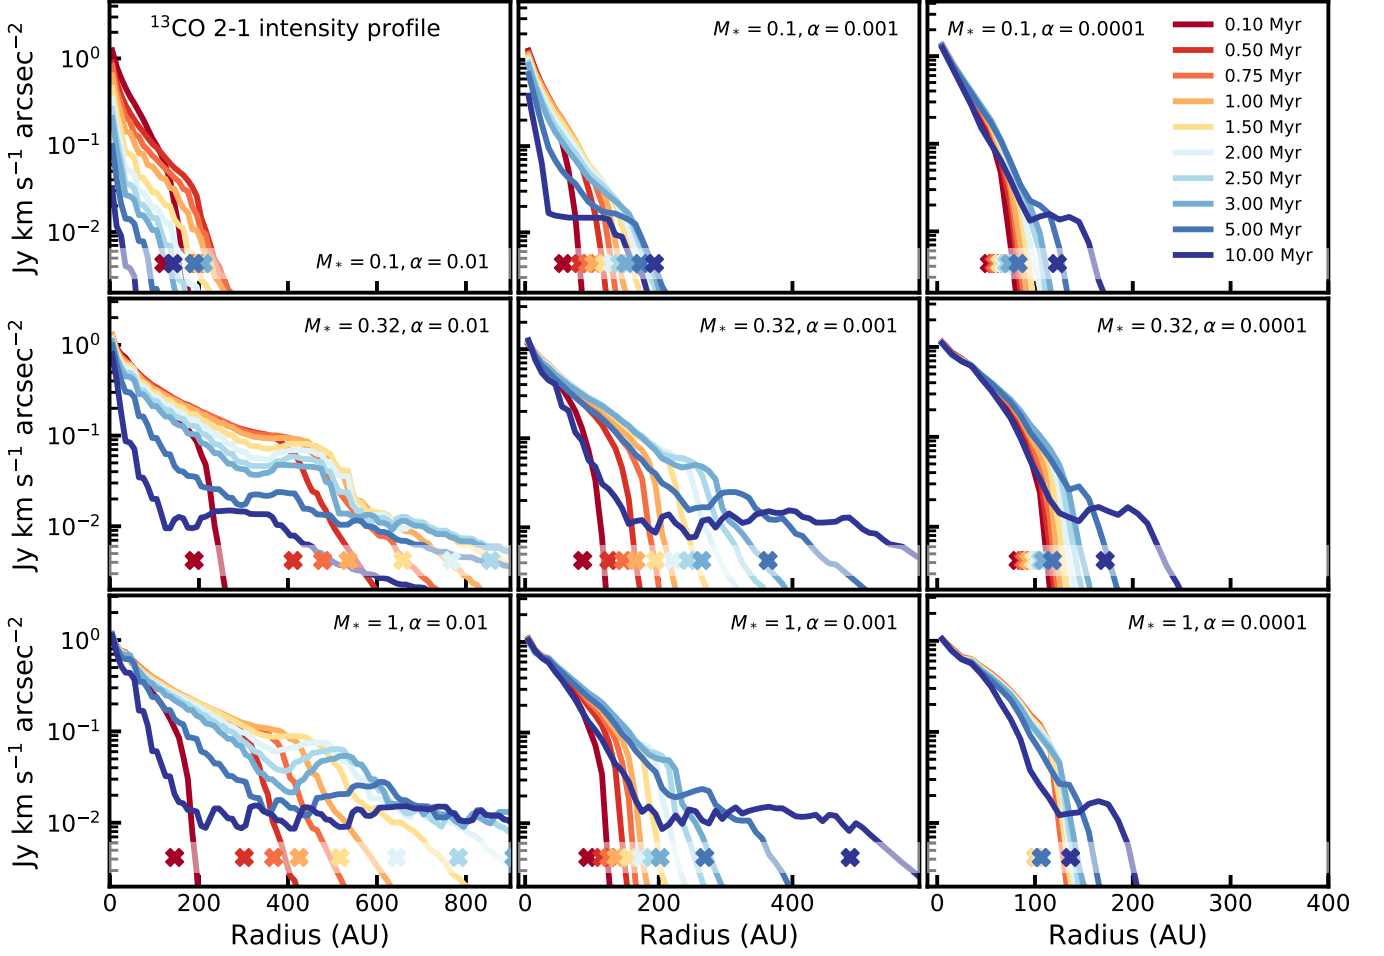 ¹³CO 2-1 intensity profile
M* = 0.1, α = 0.01
M* = 0.1, α = 0.001
M* = 0.1, α = 0.0001
0.10 Myr
0.50 Myr
0.75 Myr
1.00 Myr
1.50 Myr
2.00 Myr
2.50 Myr
3.00 Myr
5.00 Myr
10.00 Myr
Jy km s⁻¹ arcsec⁻²
10⁰
10⁻¹
10⁻²
M* = 0.32, α = 0.01
M* = 0.32, α = 0.001
M* = 0.32, α = 0.0001
Jy km s⁻¹ arcsec⁻²
10⁰
10⁻¹
10⁻²
M* = 1, α = 0.01
M* = 1, α = 0.001
M* = 1, α = 0.0001
Jy km s⁻¹ arcsec⁻²
10⁰
10⁻¹
10⁻²
0 200 400 600 800
0 200 400
0 100 200 300 400
Radius (AU)
Radius (AU)
Radius (AU)